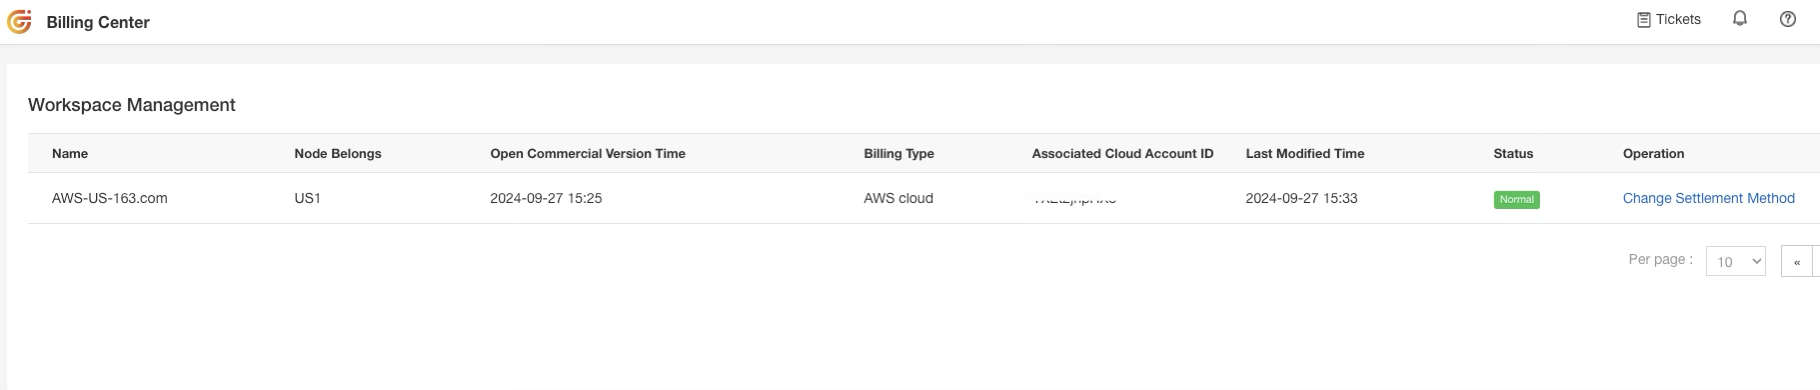 Billing Center
Tickets
Workspace Management
Name Node Belongs Open Commercial Version Time Billing Type Associated Cloud Account ID Last Modified Time Status Operation
AWS-US-163.com US1 2024-09-27 15:25 AWS cloud 2024-09-27 15:33 Normal Change Settlement Method
Per page : 10 «